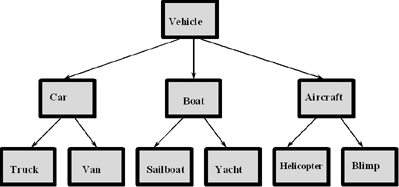 Vehicle
Car
Boat
Aircraft
Truck
Van
Sailboat
Yacht
Helicopter
Blimp